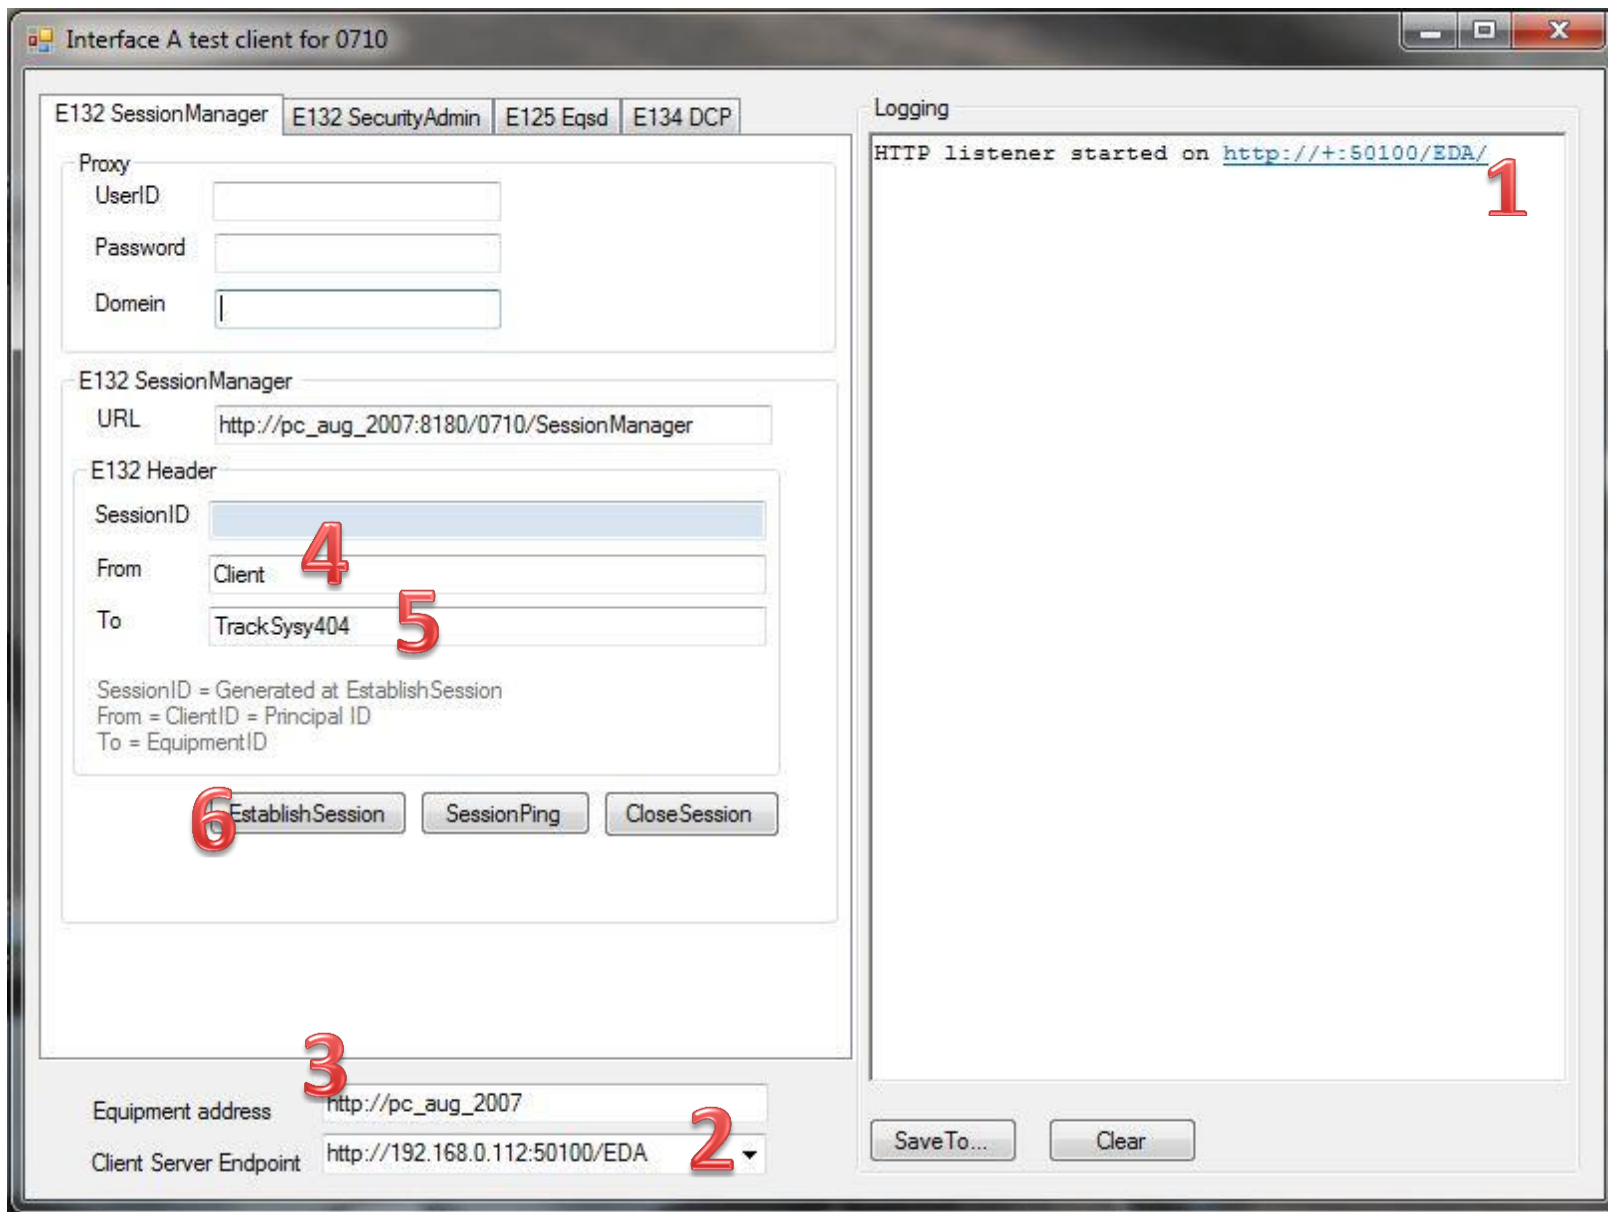 Interface A test client for 0710
E132 SessionManager
E132 SecurityAdmin
E125 Eqsd
E134 DCP
Proxy
UserID
Password
Domein
E132 SessionManager
URL
http://pc_aug_2007:8180/0710/SessionManager
E132 Header
SessionID
4
From
Client
To
TrackSysy404
5
SessionID = Generated at EstablishSession
From = ClientID = Principal ID
To = EquipmentID
6
EstablishSession
SessionPing
CloseSession
3
Equipment address
http://pc_aug_2007
Client Server Endpoint
http://192.168.0.112:50100/EDA
2
Logging
HTTP listener started on http://+:50100/EDA/
1
SaveTo...
Clear